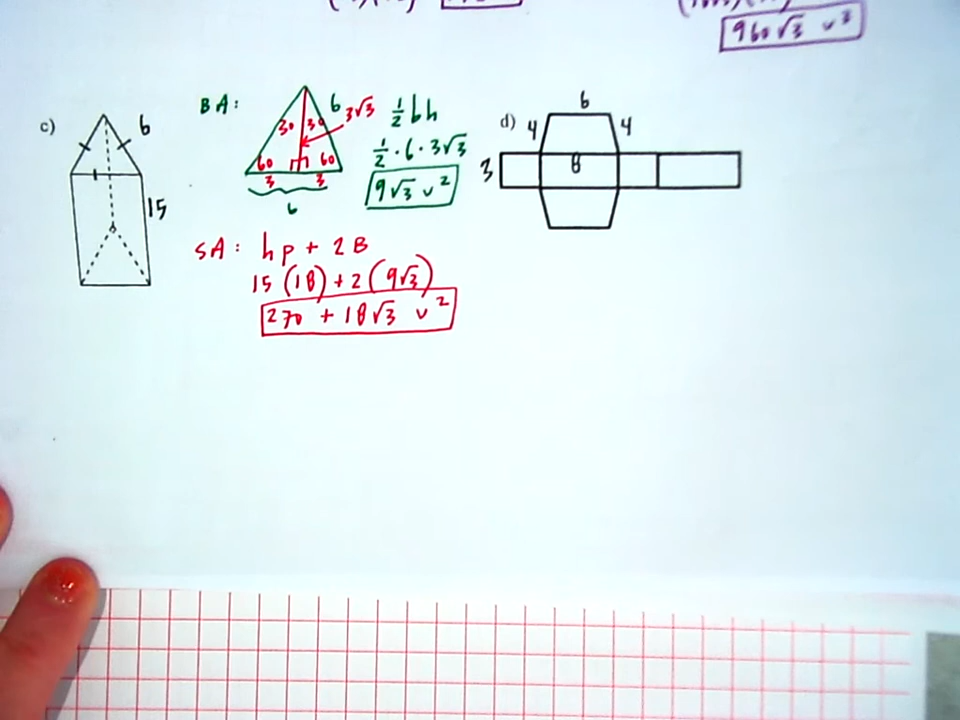 960√3 u²
c)
6
15
BA:
30 30
6
3√3
60 60
3 3
6
½bh
½ · 6 · 3√3
9√3 u²
SA: hp + 2B
15 (18) + 2 (9√3)
270 + 18√3 u²
d)
6
4 4
3
8